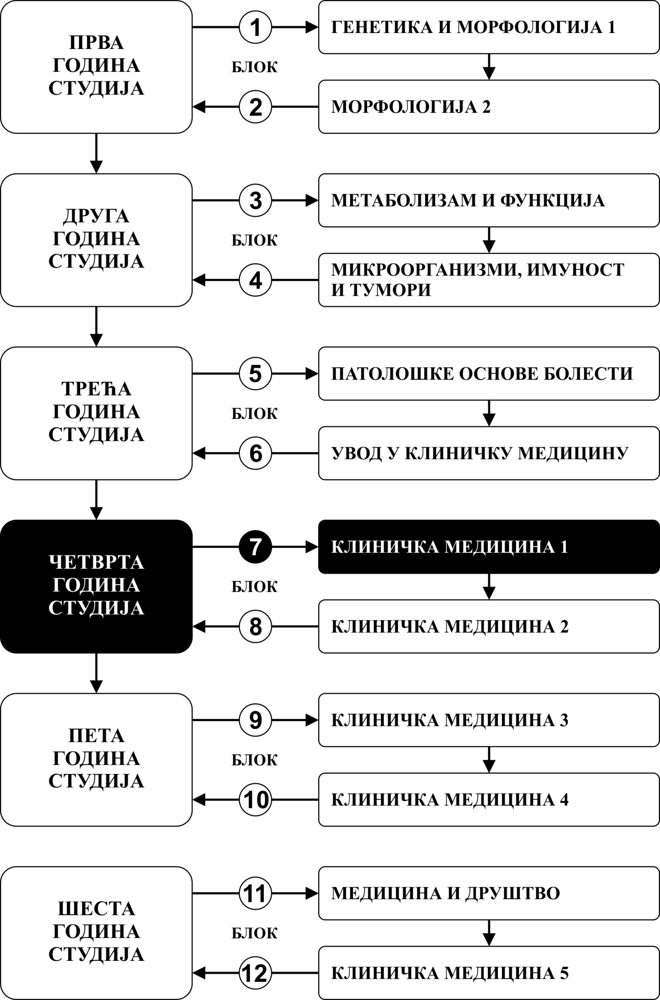 ПРВА
ГОДИНА
СТУДИЈА
1
ГЕНЕТИКА И МОРФОЛОГИЈА 1
БЛОК
2
МОРФОЛОГИЈА 2
ДРУГА
ГОДИНА
СТУДИЈА
3
МЕТАБОЛИЗАМ И ФУНКЦИЈА
БЛОК
4
МИКРООРГАНИЗМИ, ИМУНОСТ
И ТУМОРИ
ТРЕЋА
ГОДИНА
СТУДИЈА
5
ПАТОЛОШКЕ ОСНОВЕ БОЛЕСТИ
БЛОК
6
УВОД У КЛИНИЧКУ МЕДИЦИНУ
ЧЕТВРТА
ГОДИНА
СТУДИЈА
7
КЛИНИЧКА МЕДИЦИНА 1
БЛОК
8
КЛИНИЧКА МЕДИЦИНА 2
ПЕТА
ГОДИНА
СТУДИЈА
9
КЛИНИЧКА МЕДИЦИНА 3
БЛОК
10
КЛИНИЧКА МЕДИЦИНА 4
ШЕСТА
ГОДИНА
СТУДИЈА
11
МЕДИЦИНА И ДРУШТВО
БЛОК
12
КЛИНИЧКА МЕДИЦИНА 5